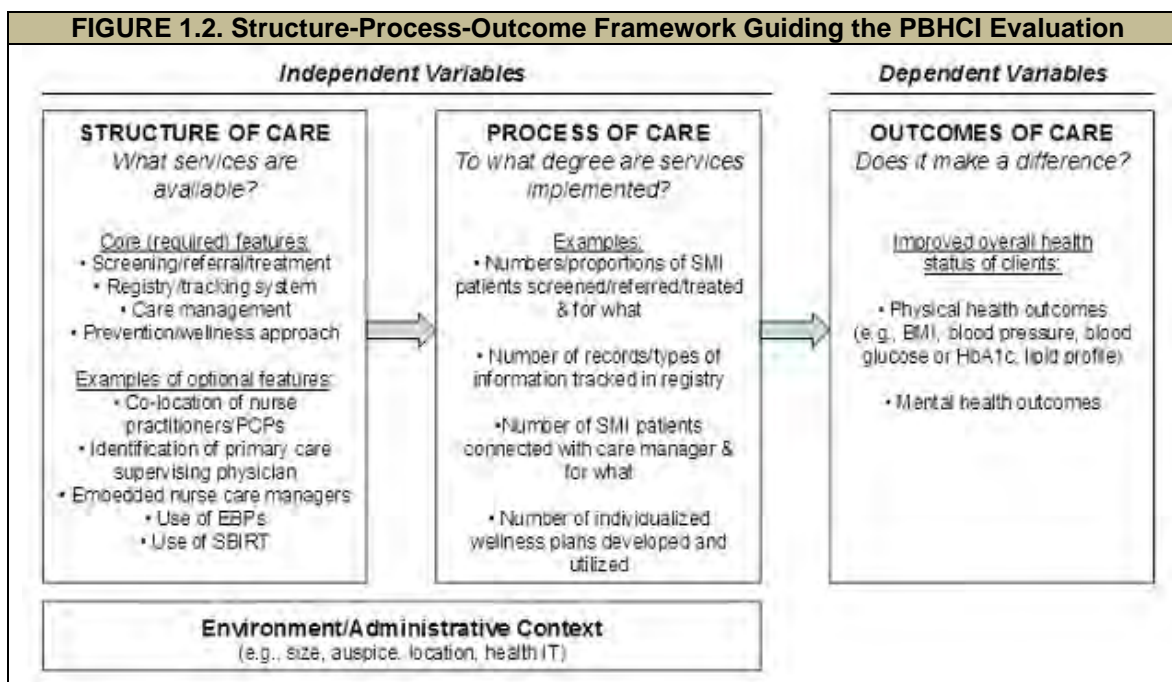 FIGURE 1.2. Structure-Process-Outcome Framework Guiding the PBHCI Evaluation
Independent Variables
Dependent Variables
STRUCTURE OF CARE
What services are
available?
Core (required) features:
• Screening/referral/treatment
• Registry/tracking system
• Care management
• Prevention/wellness approach
Examples of optional features:
• Co-location of nurse
practitioners/PCPs
• Identification of primary care
supervising physician
• Embedded nurse care managers
• Use of EBPs
• Use of SBIRT
PROCESS OF CARE
To what degree are services
implemented?
Examples:
• Numbers/proportions of SMI
patients screened/referred/treated
& for what
• Number of records/types of
information tracked in registry
•Number of SMI patients
connected with care manager &
for what
• Number of individualized
wellness plans developed and
utilized
OUTCOMES OF CARE
Does it make a difference?
Improved overall health
status of clients:
• Physical health outcomes
(e.g., BMI, blood pressure, blood
glucose or HbA1c, lipid profile)
• Mental health outcomes
Environment/Administrative Context
(e.g., size, auspice, location, health IT)